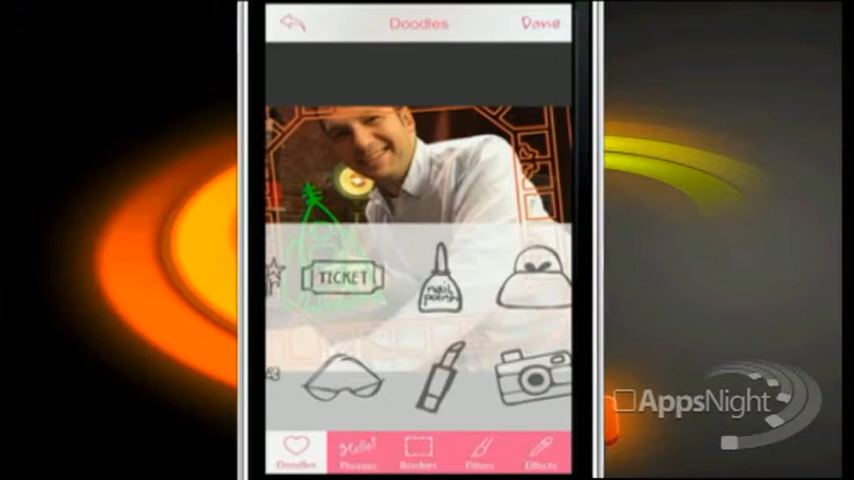 Doodles
Done
TICKET
nail
polish
AppsNight
Doodles
Phrases
Borders
Filters
Effects